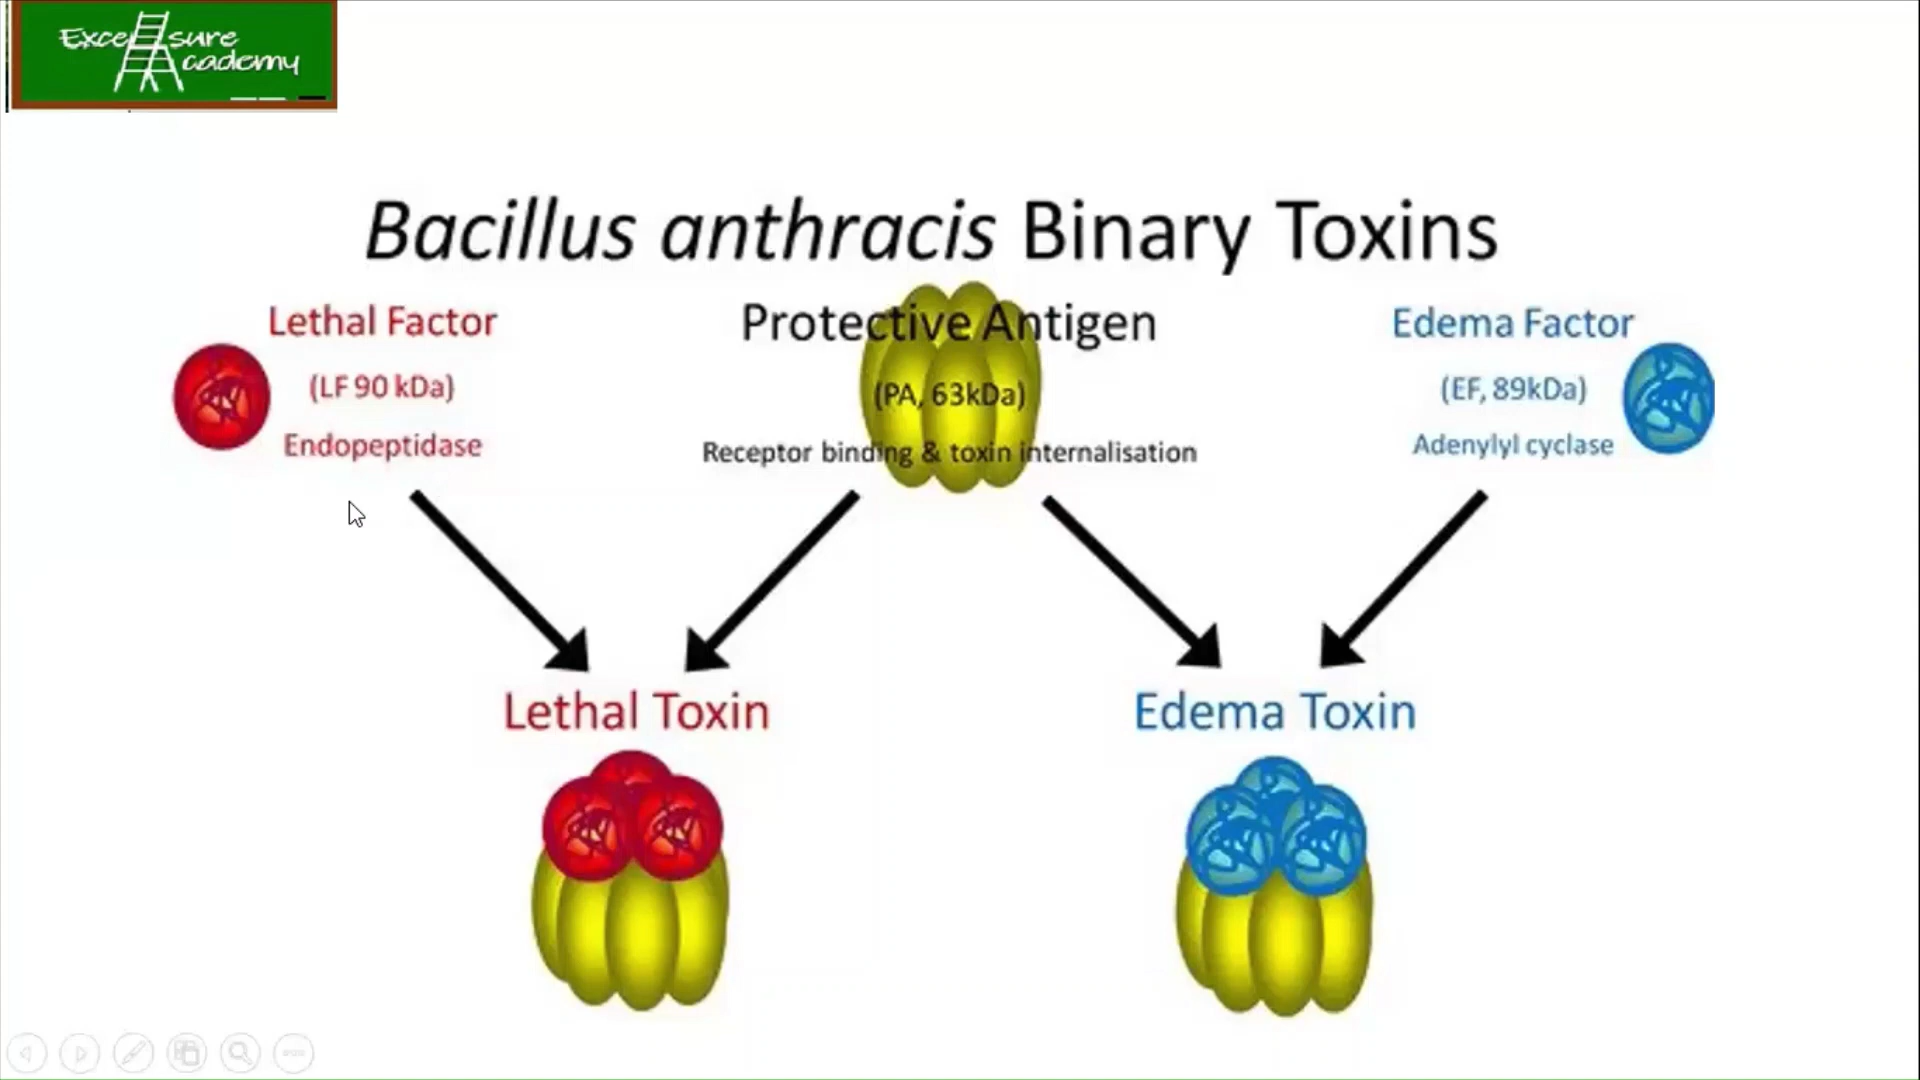 Excel sure
Academy
Bacillus anthracis Binary Toxins
Lethal Factor
(LF 90 kDa)
Endopeptidase
Protective Antigen
(PA, 63kDa)
Receptor binding & toxin internalisation
Edema Factor
(EF, 89kDa)
Adenylyl cyclase
Lethal Toxin
Edema Toxin